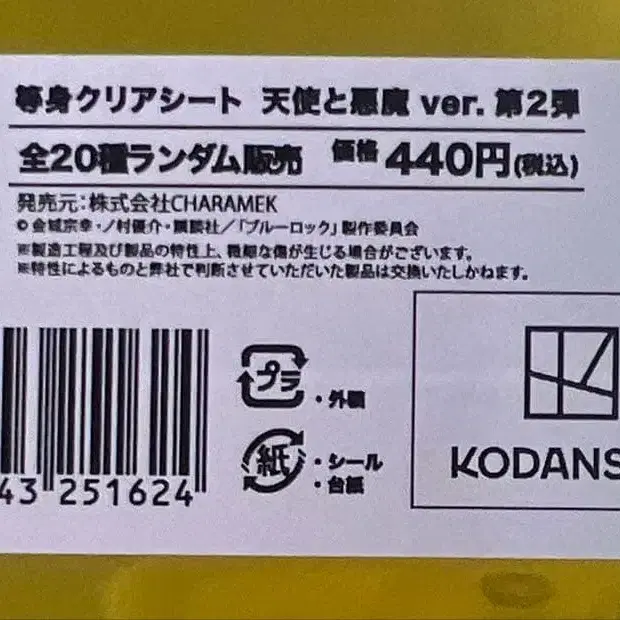 等身クリアシート 天使と悪魔 ver. 第2弾
全20種ランダム販売 価格 440円(税込)
発売元:株式会社CHARAMEK
© 金城宗幸・ノ村優介・講談社/「ブルーロック」製作委員会
※製造工程及び製品の特性上、微細な傷が生じる場合がございます。
※特性によるものと弊社で判断させていただいた製品は交換いたしかねます。
プラ ・外装
紙 ・シール
・台紙
43 251624
KODANS